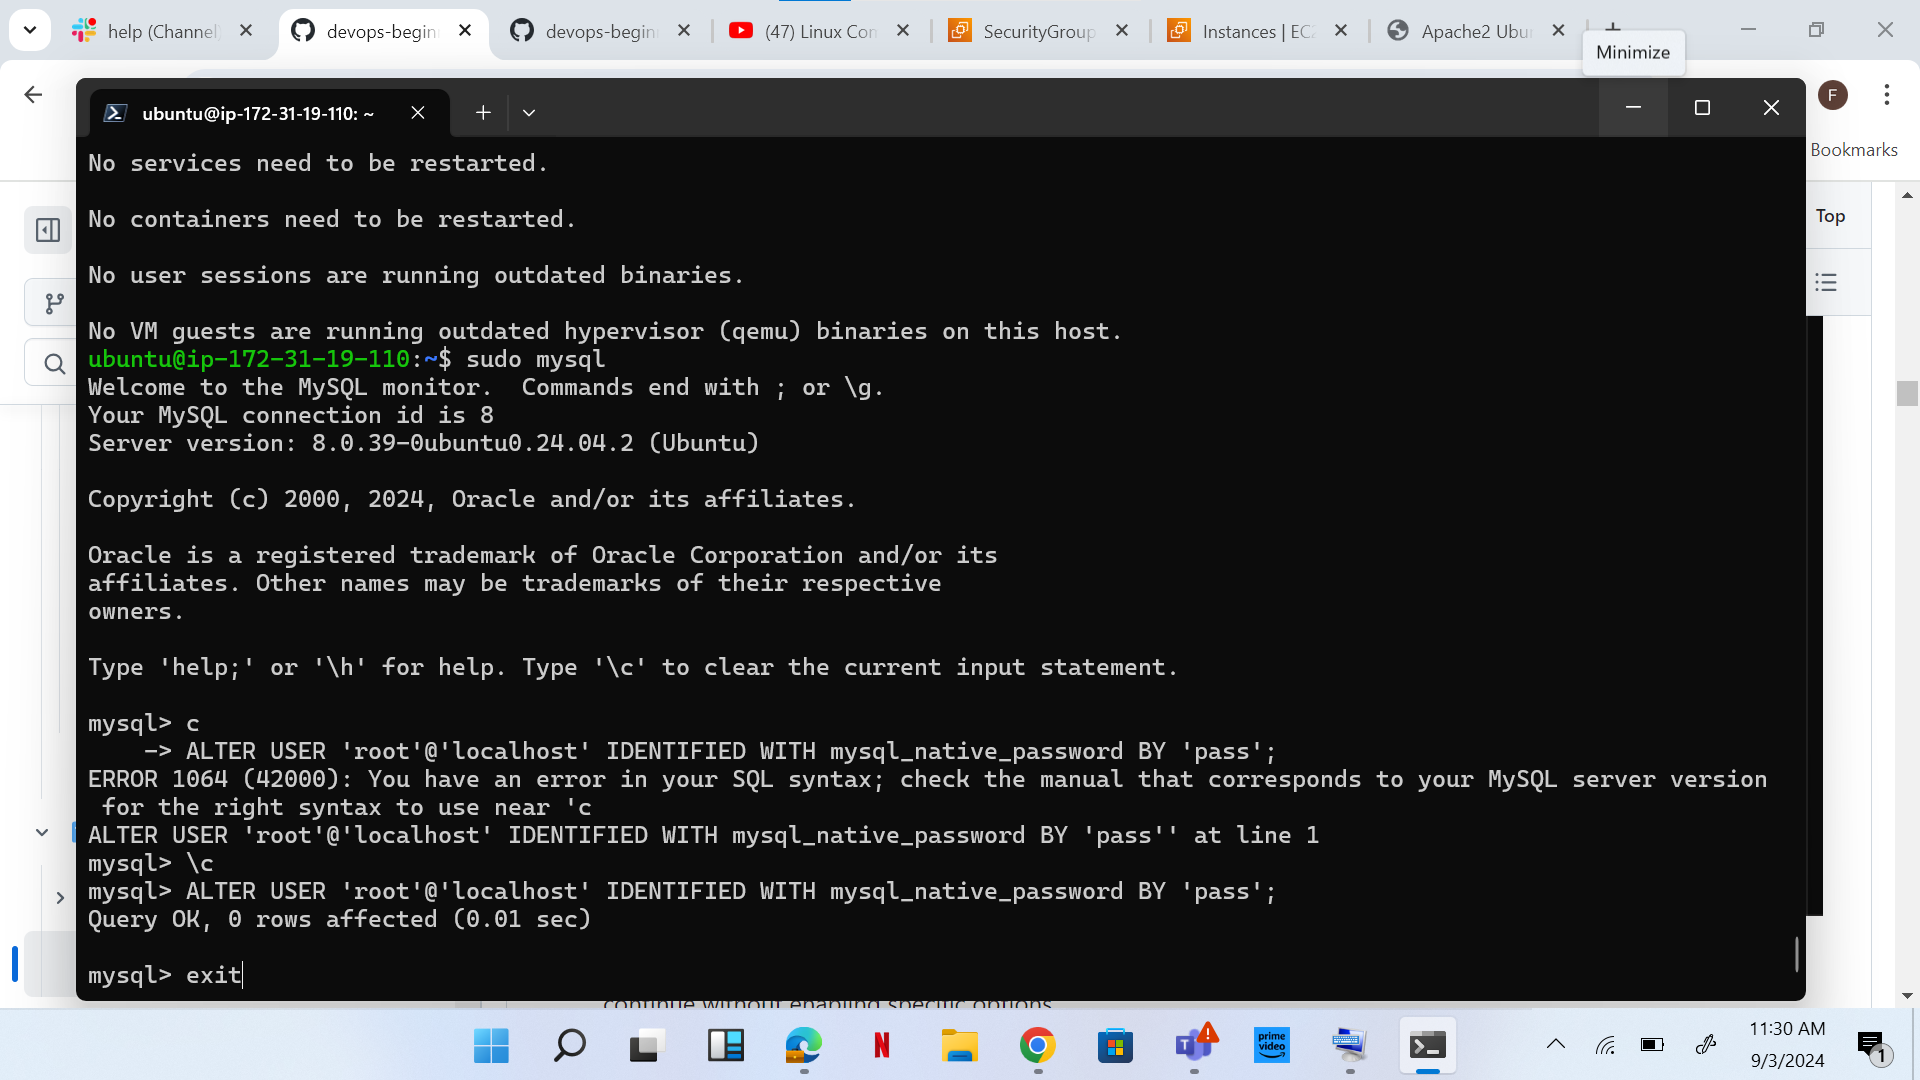 help (Channel
devops-begin
devops-begin
(47) Linux Con
SecurityGroup
Instances | EC2
Apache2 Ubu
Minimize
F
ubuntu@ip-172-31-19-110: ~
Bookmarks
Top
No services need to be restarted.
No containers need to be restarted.
No user sessions are running outdated binaries.
No VM guests are running outdated hypervisor (qemu) binaries on this host.
ubuntu@ip-172-31-19-110:~$ sudo mysql
Welcome to the MySQL monitor.  Commands end with ; or \g.
Your MySQL connection id is 8
Server version: 8.0.39-0ubuntu0.24.04.2 (Ubuntu)
Copyright (c) 2000, 2024, Oracle and/or its affiliates.
Oracle is a registered trademark of Oracle Corporation and/or its
affiliates. Other names may be trademarks of their respective
owners.
Type 'help;' or '\h' for help. Type '\c' to clear the current input statement.
mysql> c
    -> ALTER USER 'root'@'localhost' IDENTIFIED WITH mysql_native_password BY 'pass';
ERROR 1064 (42000): You have an error in your SQL syntax; check the manual that corresponds to your MySQL server version
 for the right syntax to use near 'c
ALTER USER 'root'@'localhost' IDENTIFIED WITH mysql_native_password BY 'pass'' at line 1
mysql> \c
mysql> ALTER USER 'root'@'localhost' IDENTIFIED WITH mysql_native_password BY 'pass';
Query OK, 0 rows affected (0.01 sec)
mysql> exit
continue without enabling specific options
N
T
prime video
11:30 AM
9/3/2024
1